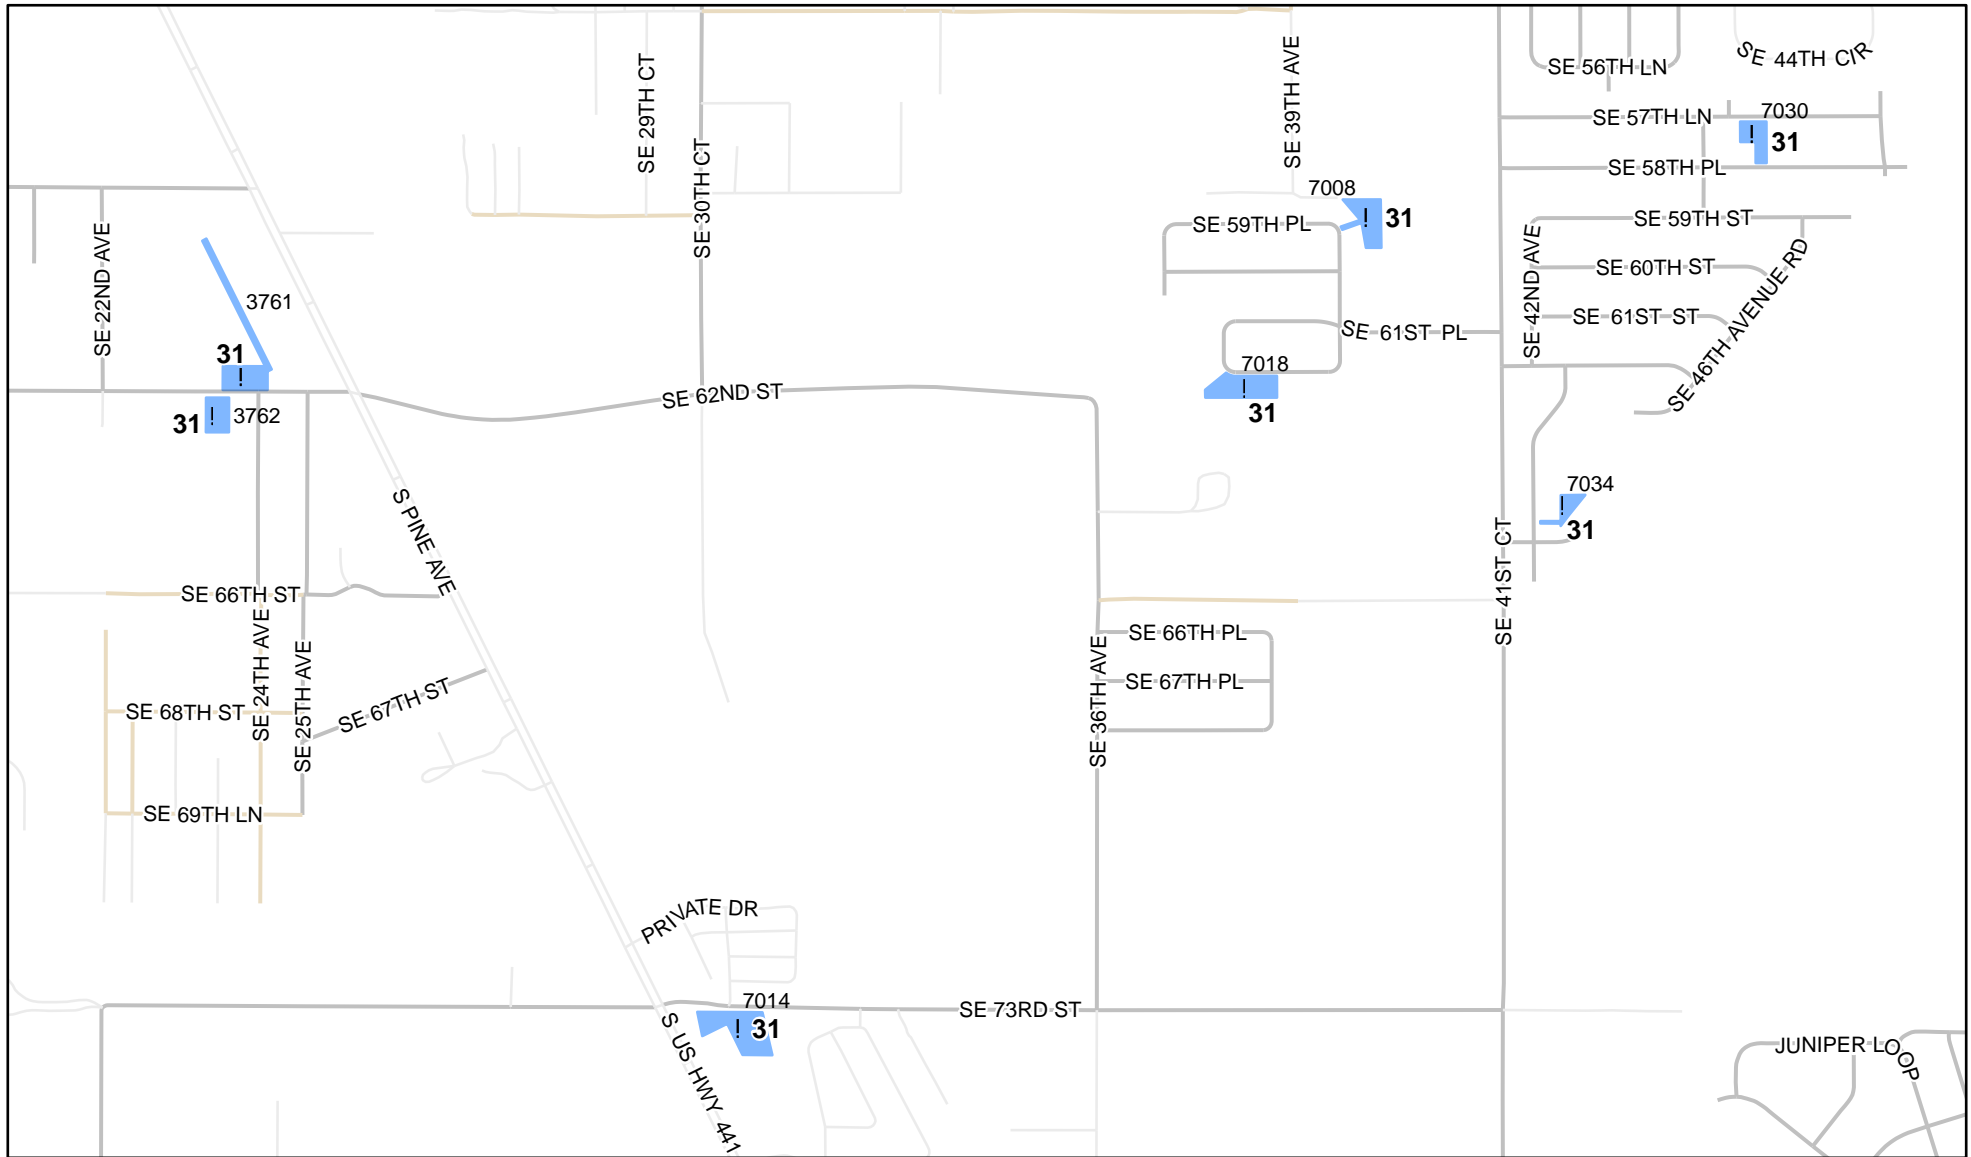 SE 56TH LN
SE 44TH CIR
SE 29TH CT
SE 39TH AVE
SE 57TH LN
7030
!
31
SE 58TH PL
SE 30TH CT
7008
!
31
SE 59TH PL
SE 59TH ST
SE 22ND AVE
SE 42ND AVE
SE 60TH ST
SE 46TH AVENUE RD
3761
SE 61ST ST
SE 61ST PL
31
!
7018
!
31
SE 62ND ST
3762
!
31
7034
!
31
S PINE AVE
SE 41ST CT
SE 66TH ST
SE 24TH AVE
SE 25TH AVE
SE 66TH PL
SE 36TH AVE
SE 67TH PL
SE 67TH ST
SE 68TH ST
SE 69TH LN
PRIVATE DR
7014
!
31
SE 73RD ST
S US HWY 441
JUNIPER LOOP